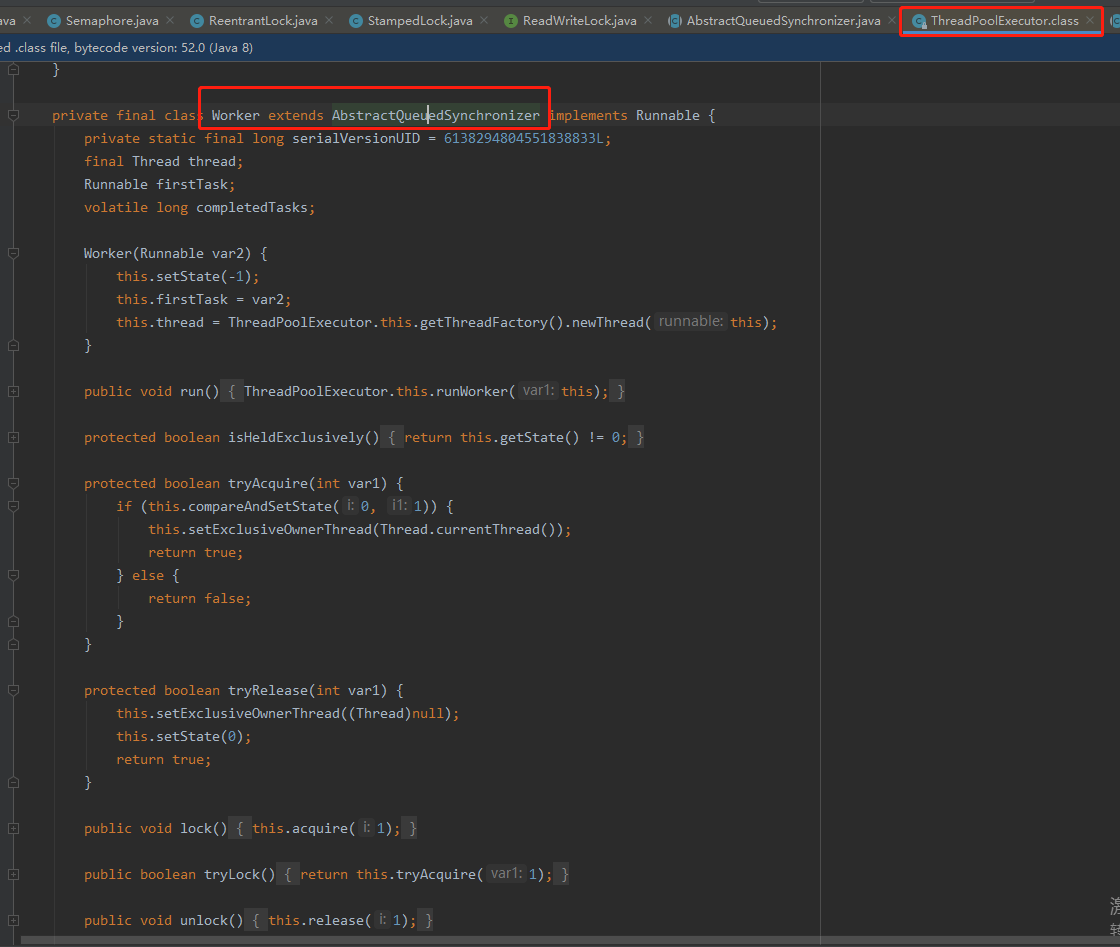 ava × Semaphore.java × ReentrantLock.java × StampedLock.java × ReadWriteLock.java × AbstractQueuedSynchronizer.java × ThreadPoolExecutor.class ×
ed .class file, bytecode version: 52.0 (Java 8)
}
private final class Worker extends AbstractQueuedSynchronizer implements Runnable {
private static final long serialVersionUID = 6138294804551838833L;
final Thread thread;
Runnable firstTask;
volatile long completedTasks;
Worker(Runnable var2) {
this.setState(-1);
this.firstTask = var2;
this.thread = ThreadPoolExecutor.this.getThreadFactory().newThread( runnable: this);
}
public void run() { ThreadPoolExecutor.this.runWorker( var1: this); }
protected boolean isHeldExclusively() { return this.getState() != 0; }
protected boolean tryAcquire(int var1) {
if (this.compareAndSetState( i: 0, i1: 1)) {
this.setExclusiveOwnerThread(Thread.currentThread());
return true;
} else {
return false;
}
}
protected boolean tryRelease(int var1) {
this.setExclusiveOwnerThread((Thread)null);
this.setState(0);
return true;
}
public void lock() { this.acquire( i: 1); }
public boolean tryLock() { return this.tryAcquire( var1: 1); }
public void unlock() { this.release( i: 1); }